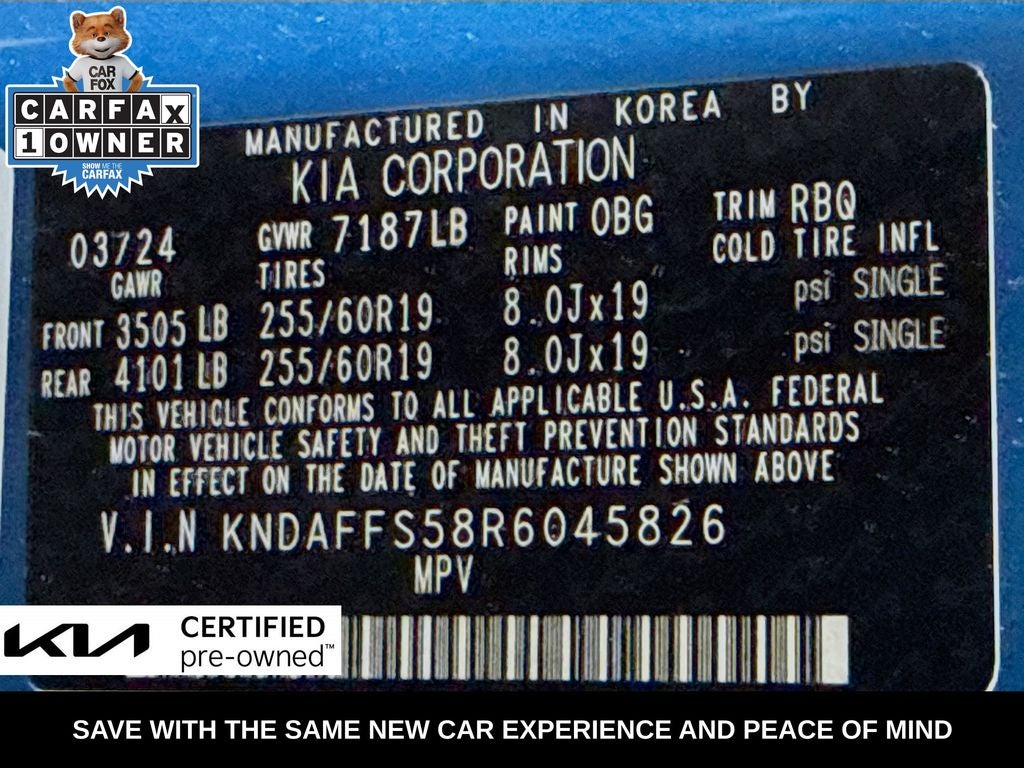 CAR
FOX
CARFAX
1 OWNER
SHOW ME THE
CARFAX
MANUFACTURED IN KOREA BY
KIA CORPORATION
03724 GVWR 7187LB PAINT 0BG TRIM RBQ
GAWR TIRES RIMS COLD TIRE INFL
FRONT 3505 LB 255/60R19 8.0Jx19 psi SINGLE
REAR 4101 LB 255/60R19 8.0Jx19 psi SINGLE
THIS VEHICLE CONFORMS TO ALL APPLICABLE U.S.A. FEDERAL
MOTOR VEHICLE SAFETY AND THEFT PREVENTION STANDARDS
IN EFFECT ON THE DATE OF MANUFACTURE SHOWN ABOVE
V.I.N KNDAFFS58R6045826
MPV
KIA CERTIFIED
pre-owned™
SAVE WITH THE SAME NEW CAR EXPERIENCE AND PEACE OF MIND